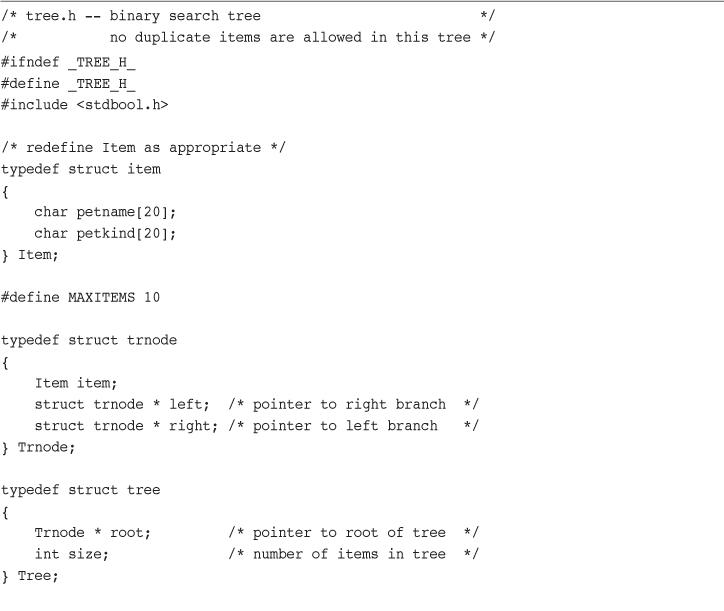 /* tree.h -- binary search tree                           */
/*           no duplicate items are allowed in this tree */
#ifndef _TREE_H_
#define _TREE_H_
#include <stdbool.h>
/* redefine Item as appropriate */
typedef struct item
{
    char petname[20];
    char petkind[20];
} Item;
#define MAXITEMS 10
typedef struct trnode
{
    Item item;
    struct trnode * left;  /* pointer to right branch  */
    struct trnode * right; /* pointer to left branch   */
} Trnode;
typedef struct tree
{
    Trnode * root;         /* pointer to root of tree  */
    int size;              /* number of items in tree  */
} Tree;